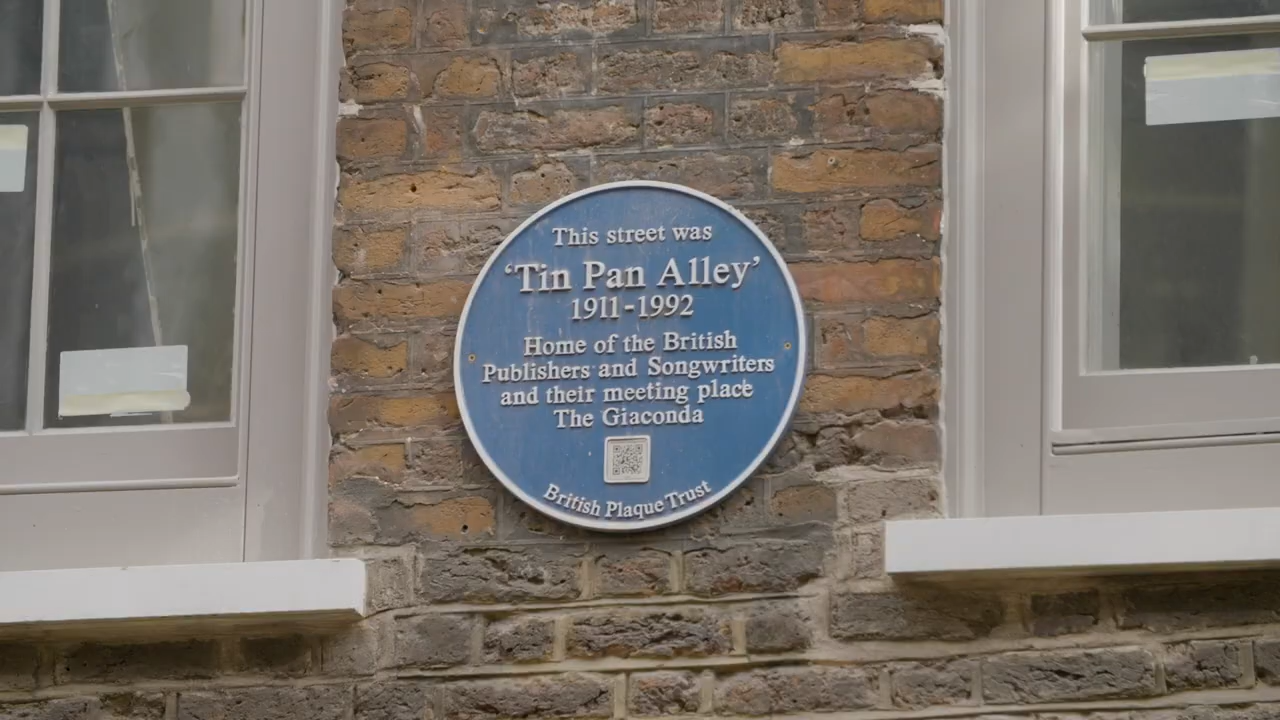 This street was
'Tin Pan Alley'
1911-1992
Home of the British
Publishers and Songwriters
and their meeting place
The Giaconda
British Plaque Trust